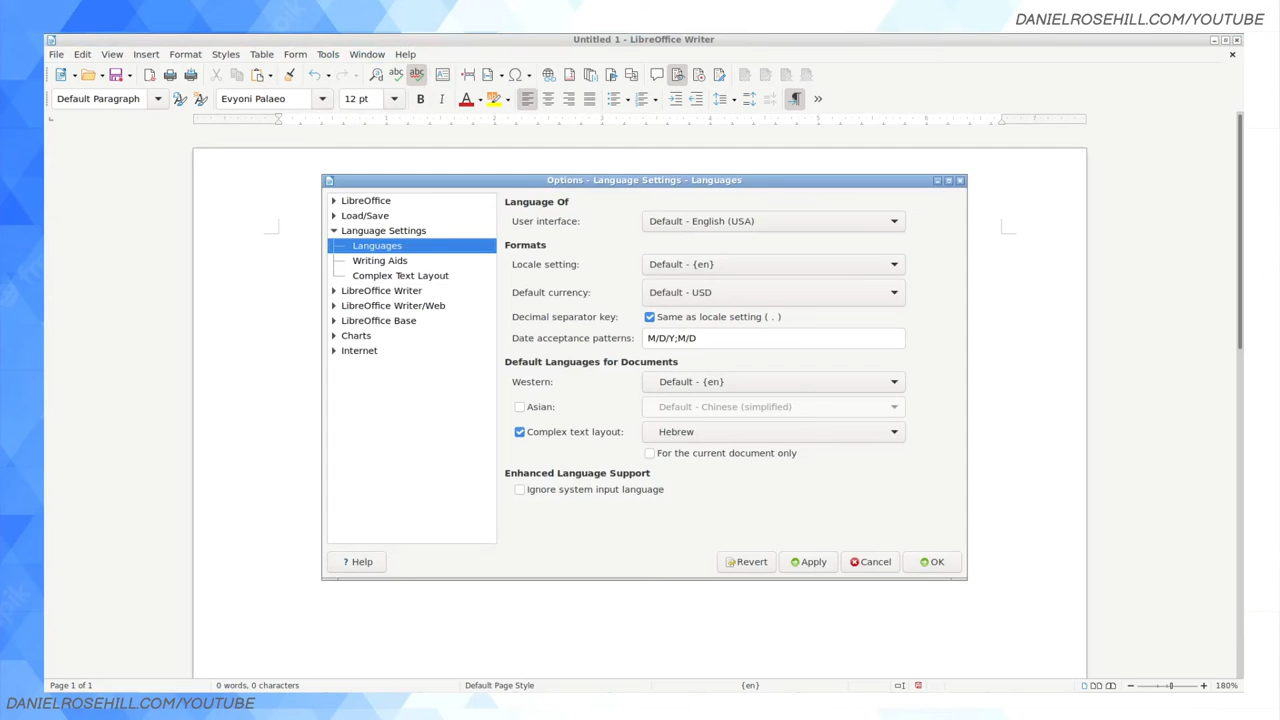 DANIELROSEHILL.COM/YOUTUBE
Untitled 1 - LibreOffice Writer
File Edit View Insert Format Styles Table Form Tools Window Help
Default Paragraph Evyoni Palaeo 12 pt
Options - Language Settings - Languages
LibreOffice
Load/Save
Language Settings
Languages
Writing Aids
Complex Text Layout
LibreOffice Writer
LibreOffice Writer/Web
LibreOffice Base
Charts
Internet
Language Of
User interface: Default - English (USA)
Formats
Locale setting: Default - {en}
Default currency: Default - USD
Decimal separator key: Same as locale setting ( . )
Date acceptance patterns: M/D/Y;M/D
Default Languages for Documents
Western: Default - {en}
Asian: Default - Chinese (simplified)
Complex text layout: Hebrew
For the current document only
Enhanced Language Support
Ignore system input language
? Help Revert Apply Cancel OK
Page 1 of 1 0 words, 0 characters Default Page Style {en} 180%
DANIELROSEHILL.COM/YOUTUBE